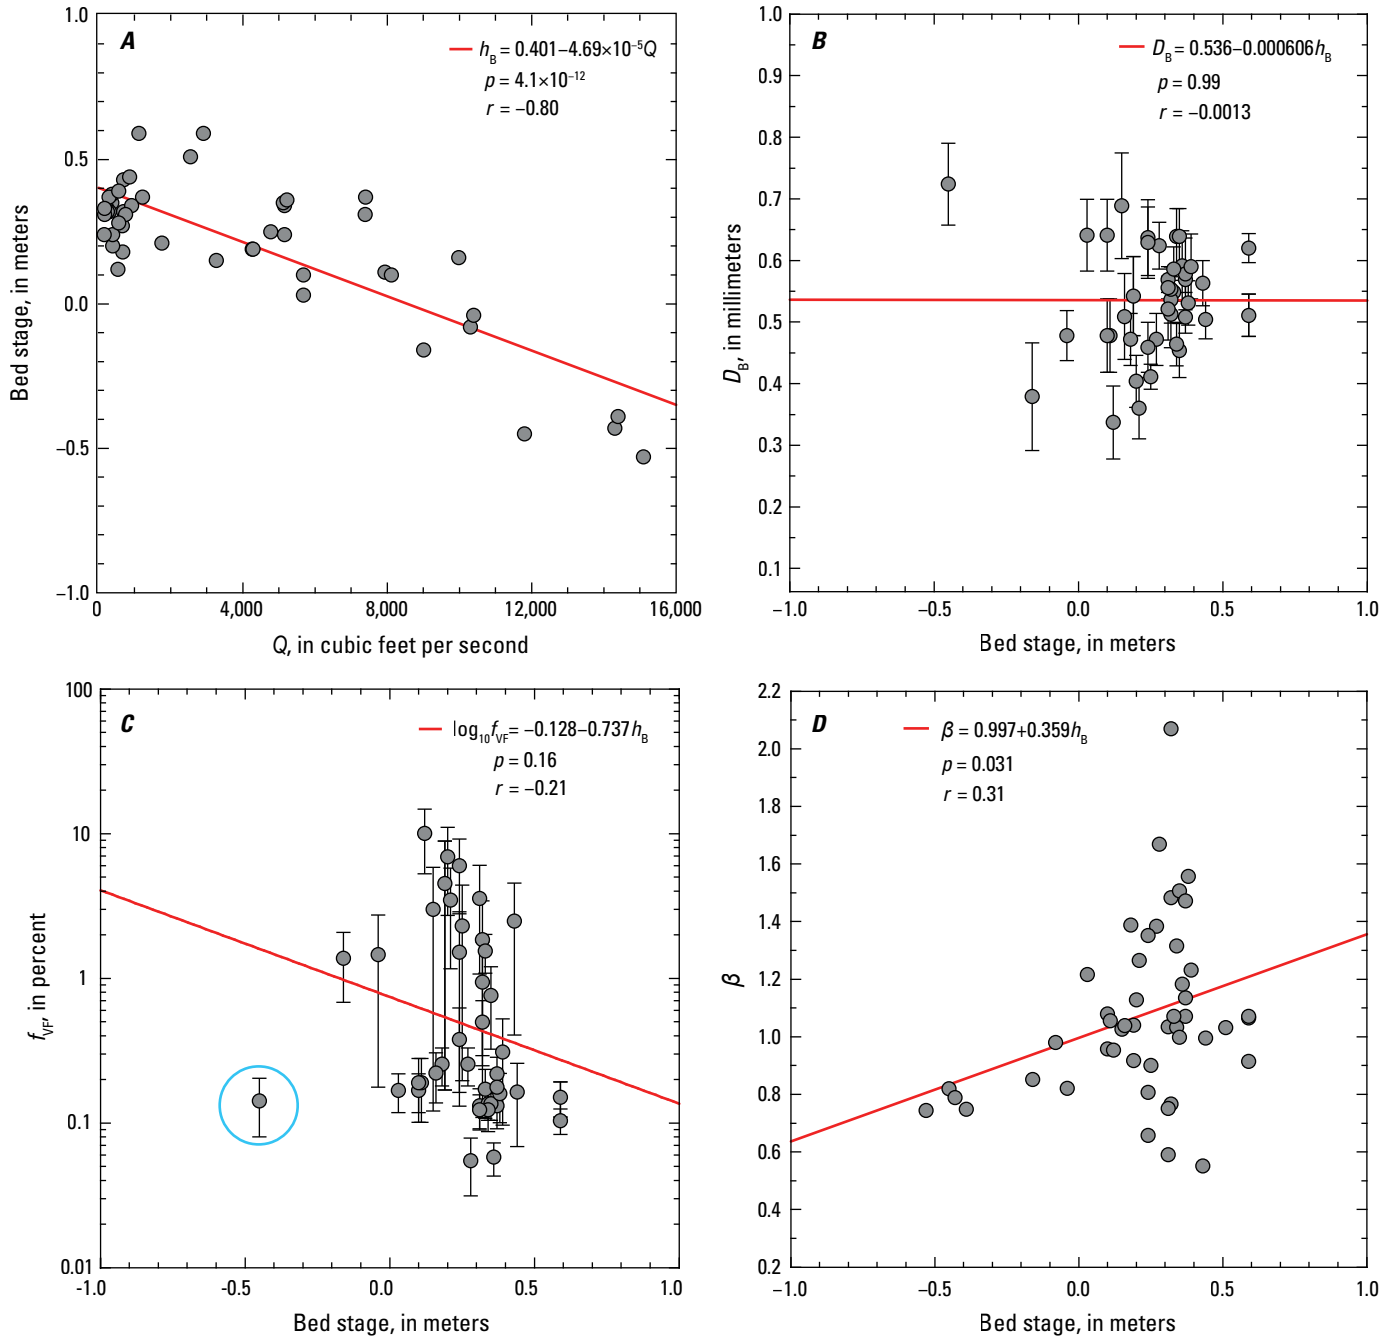 A
h_B = 0.401–4.69×10⁻⁵Q
p = 4.1×10⁻¹²
r = –0.80
1.0
0.5
0.0
–0.5
–1.0
Bed stage, in meters
0 4,000 8,000 12,000 16,000
Q, in cubic feet per second
B
D_B = 0.536–0.000606h_B
p = 0.99
r = –0.0013
1.0
0.9
0.8
0.7
0.6
0.5
0.4
0.3
0.2
0.1
D_B, in millimeters
–1.0 –0.5 0.0 0.5 1.0
Bed stage, in meters
C
log₁₀f_VF = –0.128–0.737h_B
p = 0.16
r = –0.21
100
10
1
0.1
0.01
f_VF, in percent
-1.0 -0.5 0.0 0.5 1.0
Bed stage, in meters
D
β = 0.997+0.359h_B
p = 0.031
r = 0.31
2.2
2.0
1.8
1.6
1.4
1.2
1.0
0.8
0.6
0.4
0.2
β
–1.0 –0.5 0.0 0.5 1.0
Bed stage, in meters